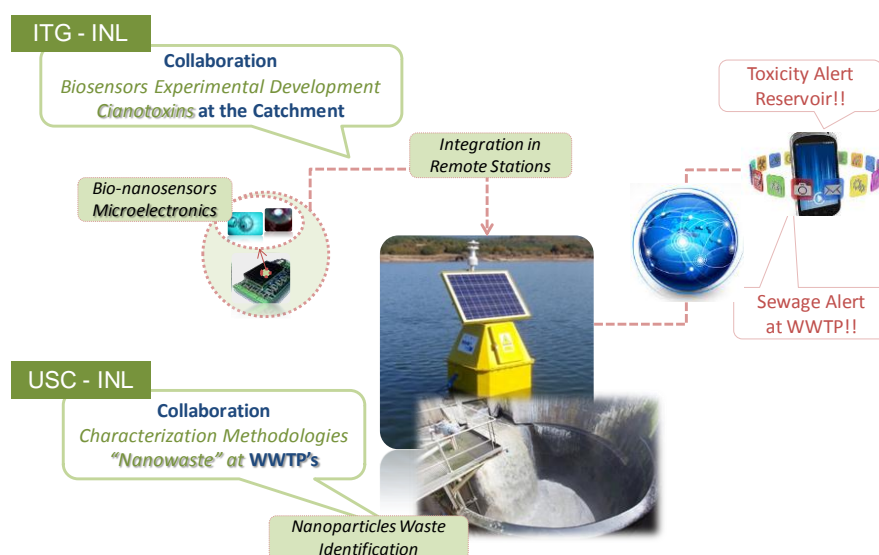 ITG - INL
Collaboration
Biosensors Experimental Development
Cianotoxins at the Catchment
Toxicity Alert
Reservoir!!
Integration in
Remote Stations
Bio-nanosensors
Microelectronics
Sewage Alert
at WWTP!!
USC - INL
Collaboration
Characterization Methodologies
“Nanowaste” at WWTP’s
Nanoparticles Waste
Identification